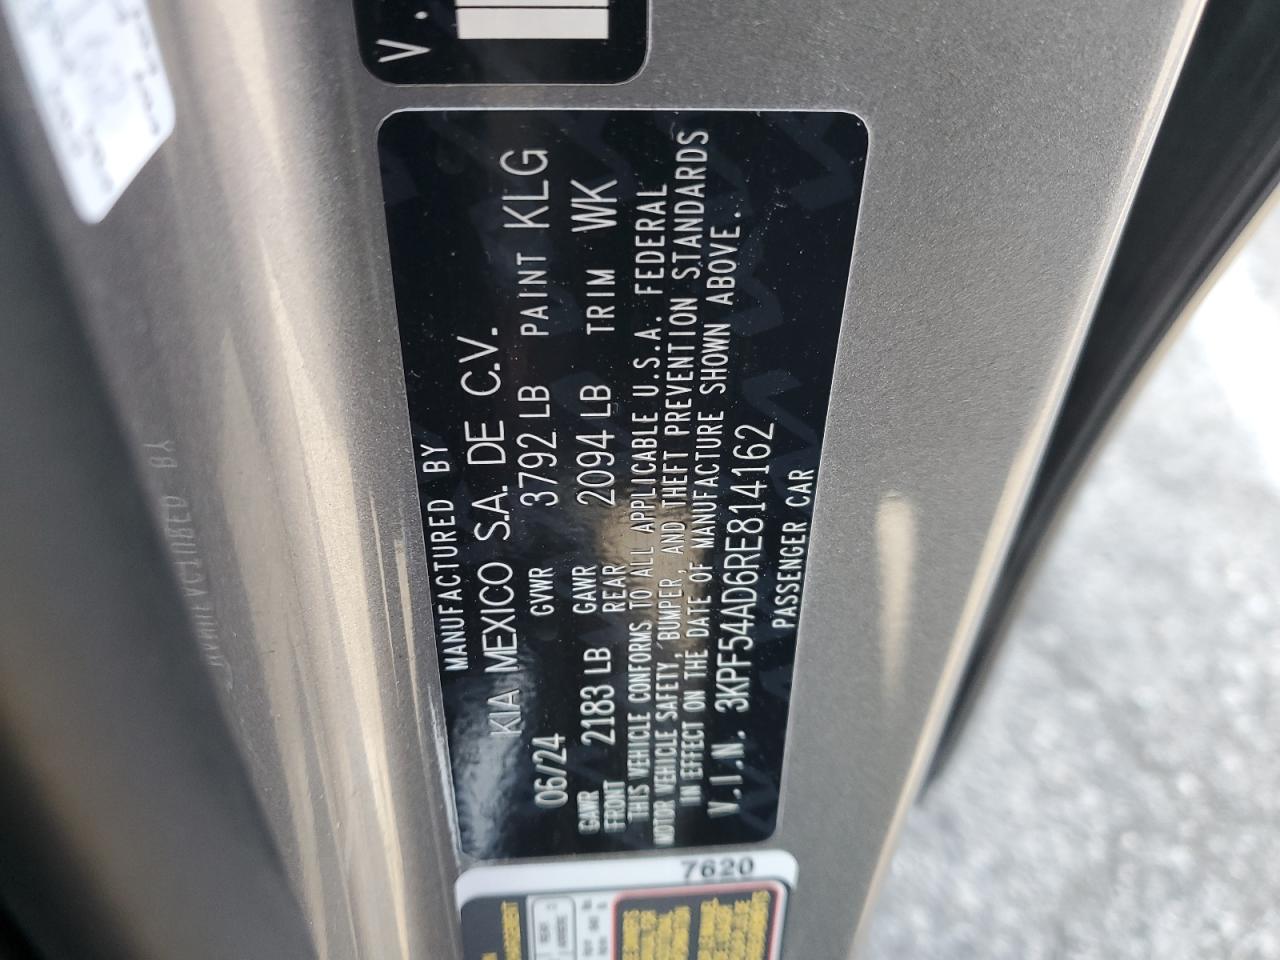 V.
MANUFACTURED BY
KIA MEXICO S.A. DE C.V.
06/24 GVWR 3792 LB PAINT KLG
GAWR FRONT 2183 LB GAWR REAR 2094 LB TRIM WK
THIS VEHICLE CONFORMS TO ALL APPLICABLE U.S.A. FEDERAL
MOTOR VEHICLE SAFETY, BUMPER, AND THEFT PREVENTION STANDARDS
IN EFFECT ON THE DATE OF MANUFACTURE SHOWN ABOVE.
V.I.N. 3KPF54AD6RE814162
PASSENGER CAR
7620